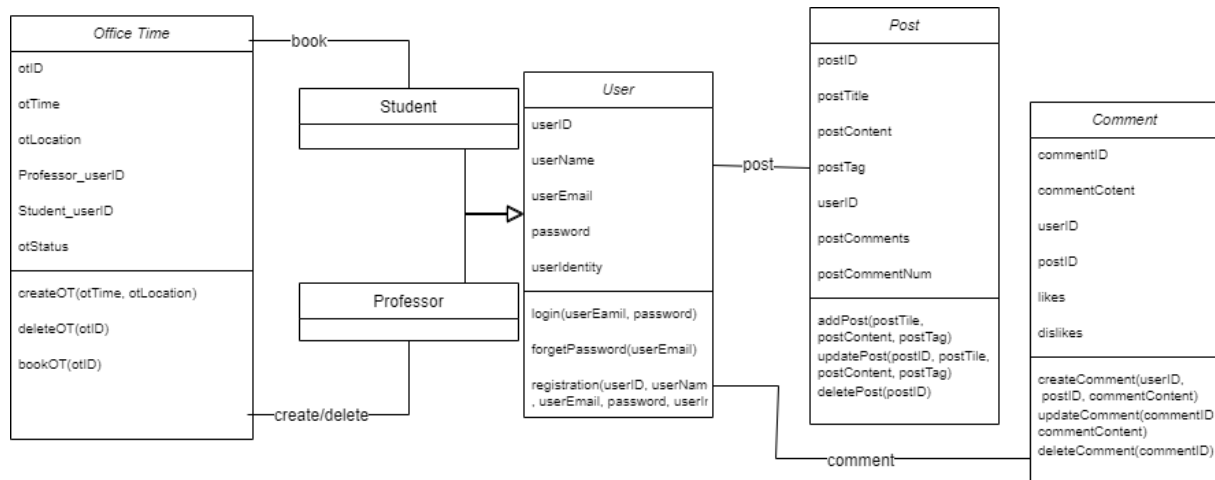 Office Time
otID
otTime
otLocation
Professor_userID
Student_userID
otStatus
createOT(otTime, otLocation)
deleteOT(otID)
bookOT(otID)
book
Student
Professor
create/delete
User
userID
userName
userEmail
password
userIdentity
login(userEamil, password)
forgetPassword(userEmail)
registration(userID, userNam
, userEmail, password,
post
Post
postID
postTitle
postContent
postTag
userID
postComments
postCommentNum
addPost(postTile,
postContent, postTag)
updatePost(postID, postTile,
postContent, postTag)
deletePost(postID)
comment
Comment
commentID
commentCotent
userID
postID
likes
dislikes
createComment(userID,
postID, commentContent)
updateComment(commentID
commentContent)
deleteComment(commentID)